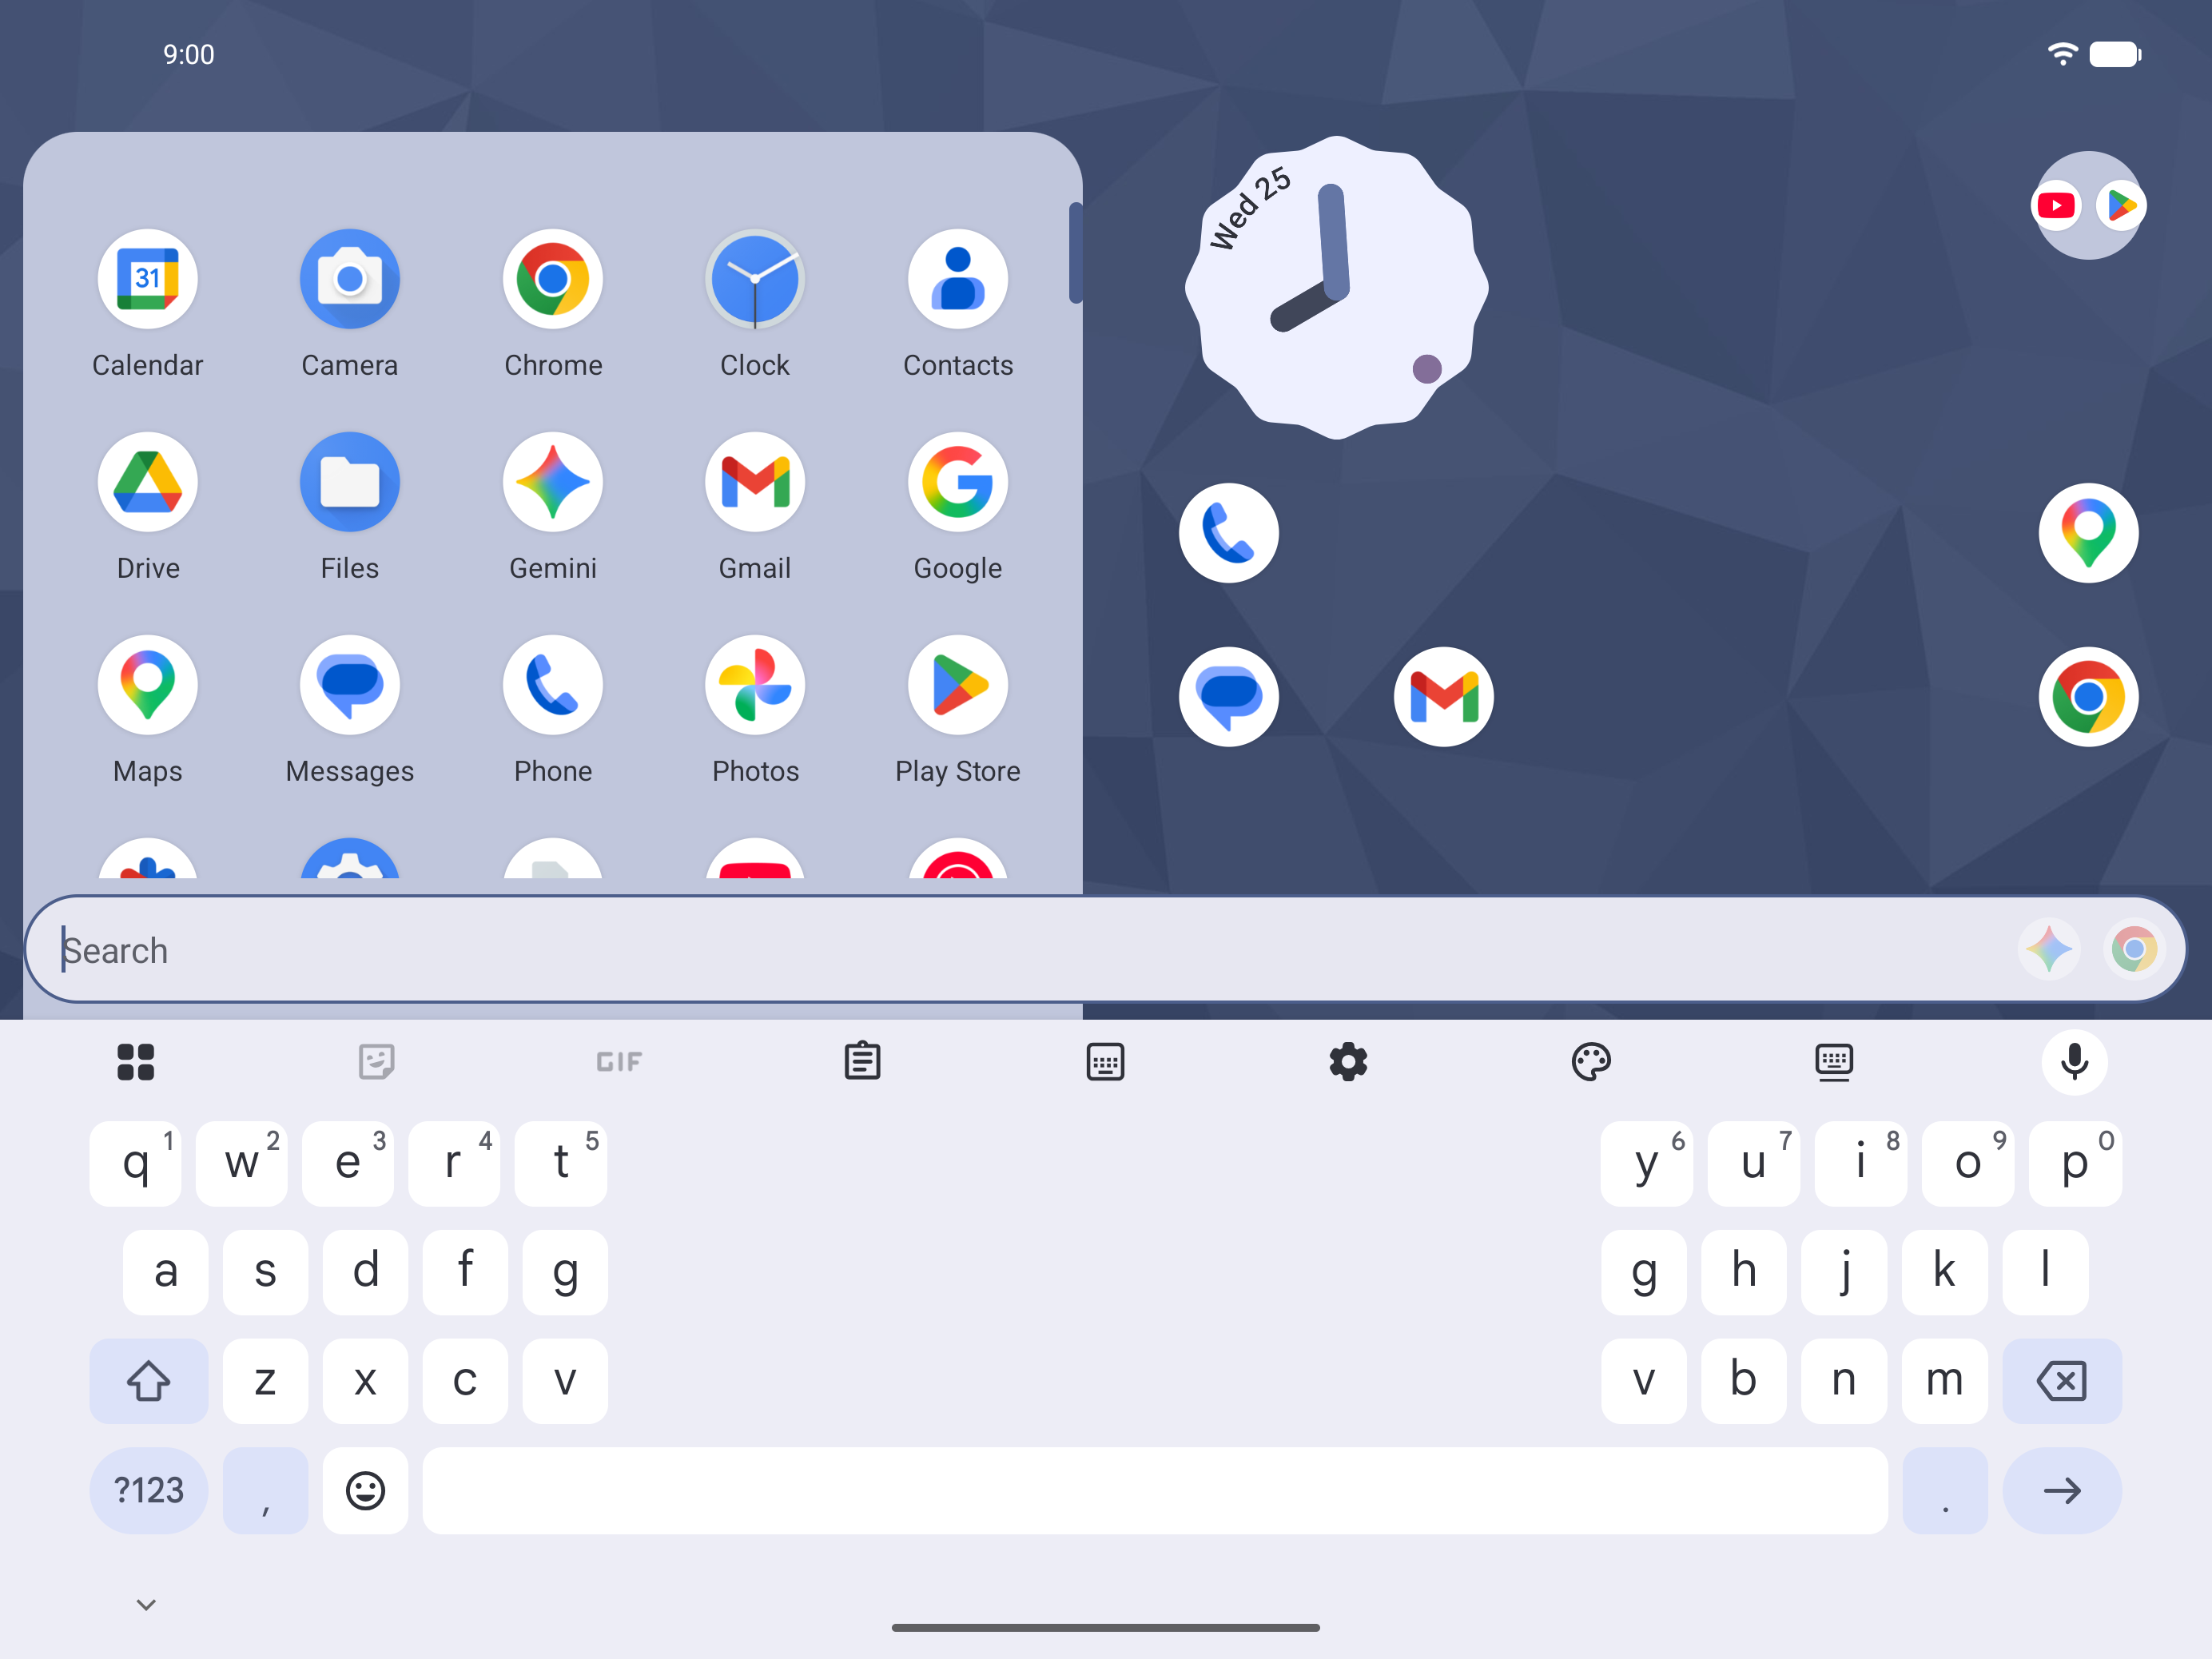 9:00
Wed 25
31
Calendar
Camera
Chrome
Clock
Contacts
Drive
Files
Gemini
Gmail
Google
Maps
Messages
Phone
Photos
Play Store
Search
GIF
q 1 w 2 e 3 r 4 t 5 y 6 u 7 i 8 o 9 p 0
a s d f g g h j k l
z x c v v b n m
?123 , .